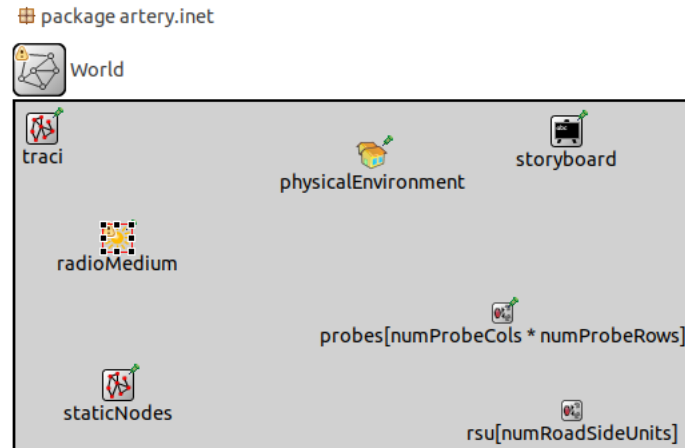 package artery.inet
World
traci
physicalEnvironment
storyboard
radioMedium
probes[numProbeCols * numProbeRows]
staticNodes
rsu[numRoadSideUnits]